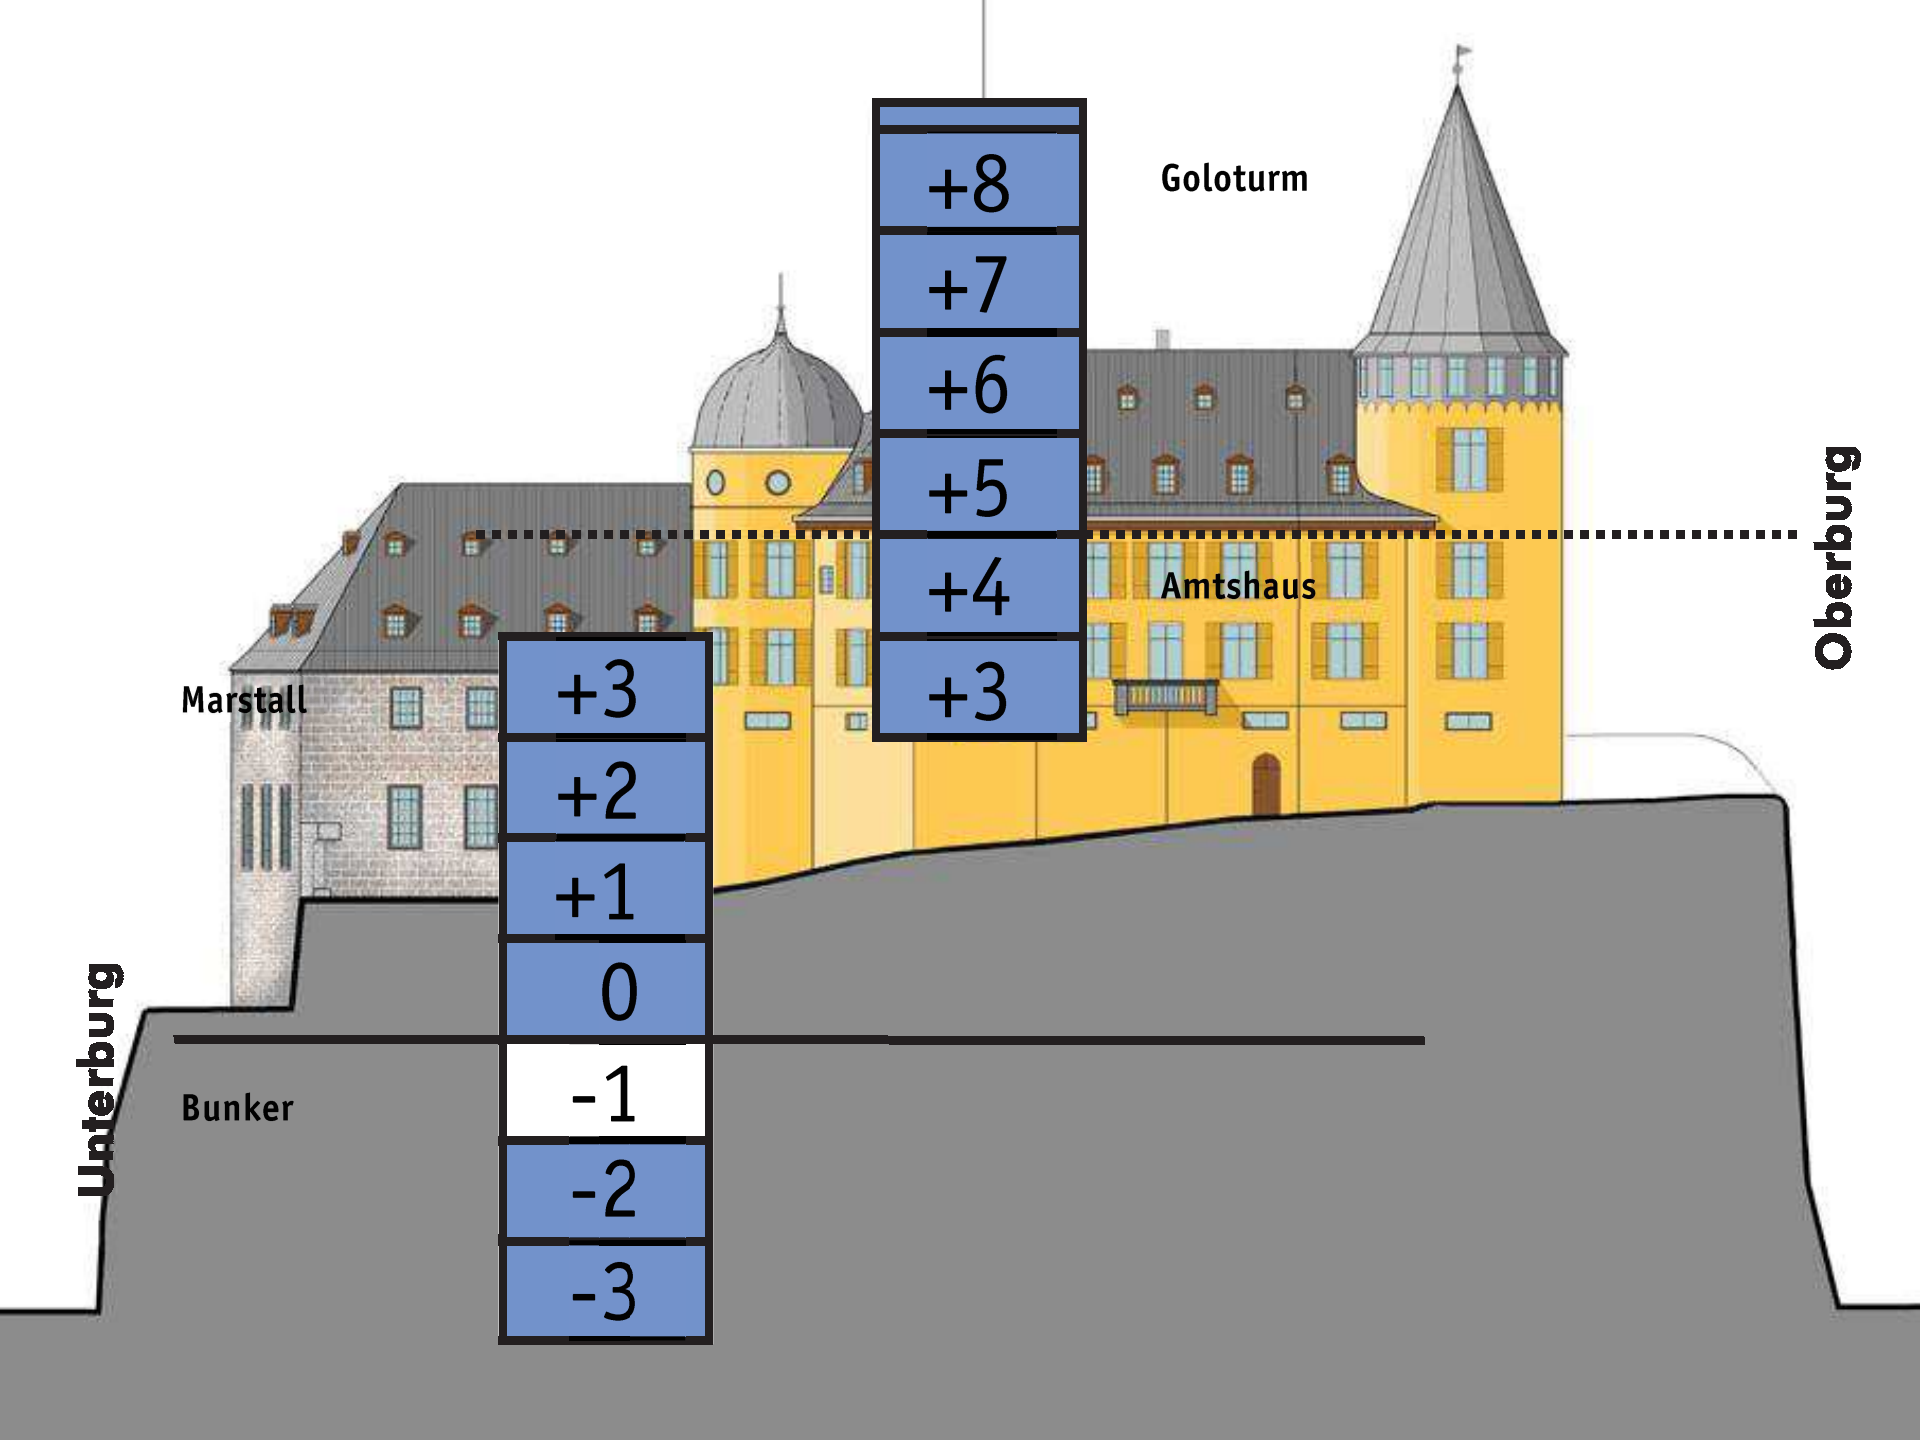 +8
Goloturm
+7
+6
+5
Oberburg
+4
Amtshaus
+3
+3
Marstall
+2
+1
0
Unterburg
-1
Bunker
-2
-3